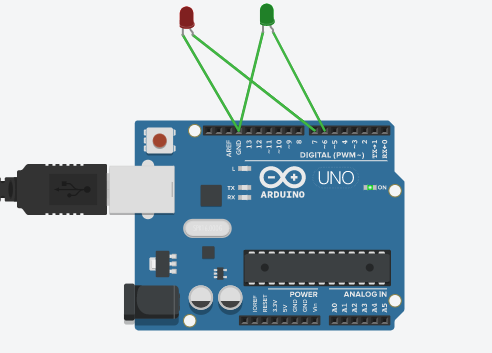 AREF
GND
13
12
~11
~10
~9
8
7
~6
~5
4
~3
2
TX→1
RX←0
DIGITAL (PWM~)
L
TX
RX
UNO
ARDUINO
ON
POWER
ANALOG IN
IOREF
RESET
3.3V
5V
GND
GND
Vin
A0
A1
A2
A3
A4
A5